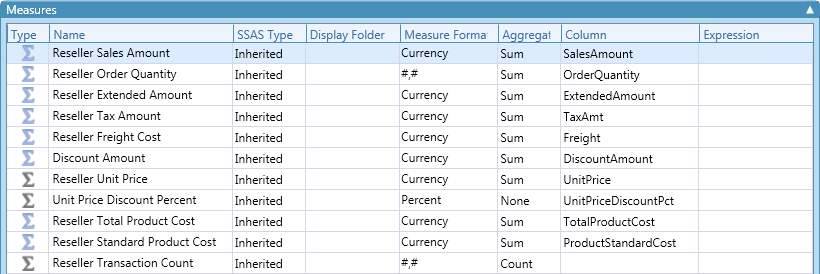 Measures
Type Name SSAS Type Display Folder Measure Format Aggregat Column Expression
Σ Reseller Sales Amount Inherited Currency Sum SalesAmount
Σ Reseller Order Quantity Inherited #,# Sum OrderQuantity
Σ Reseller Extended Amount Inherited Currency Sum ExtendedAmount
Σ Reseller Tax Amount Inherited Currency Sum TaxAmt
Σ Reseller Freight Cost Inherited Currency Sum Freight
Σ Discount Amount Inherited Currency Sum DiscountAmount
Σ Reseller Unit Price Inherited Currency Sum UnitPrice
Σ Unit Price Discount Percent Inherited Percent None UnitPriceDiscountPct
Σ Reseller Total Product Cost Inherited Currency Sum TotalProductCost
Σ Reseller Standard Product Cost Inherited Currency Sum ProductStandardCost
Σ Reseller Transaction Count Inherited #,# Count